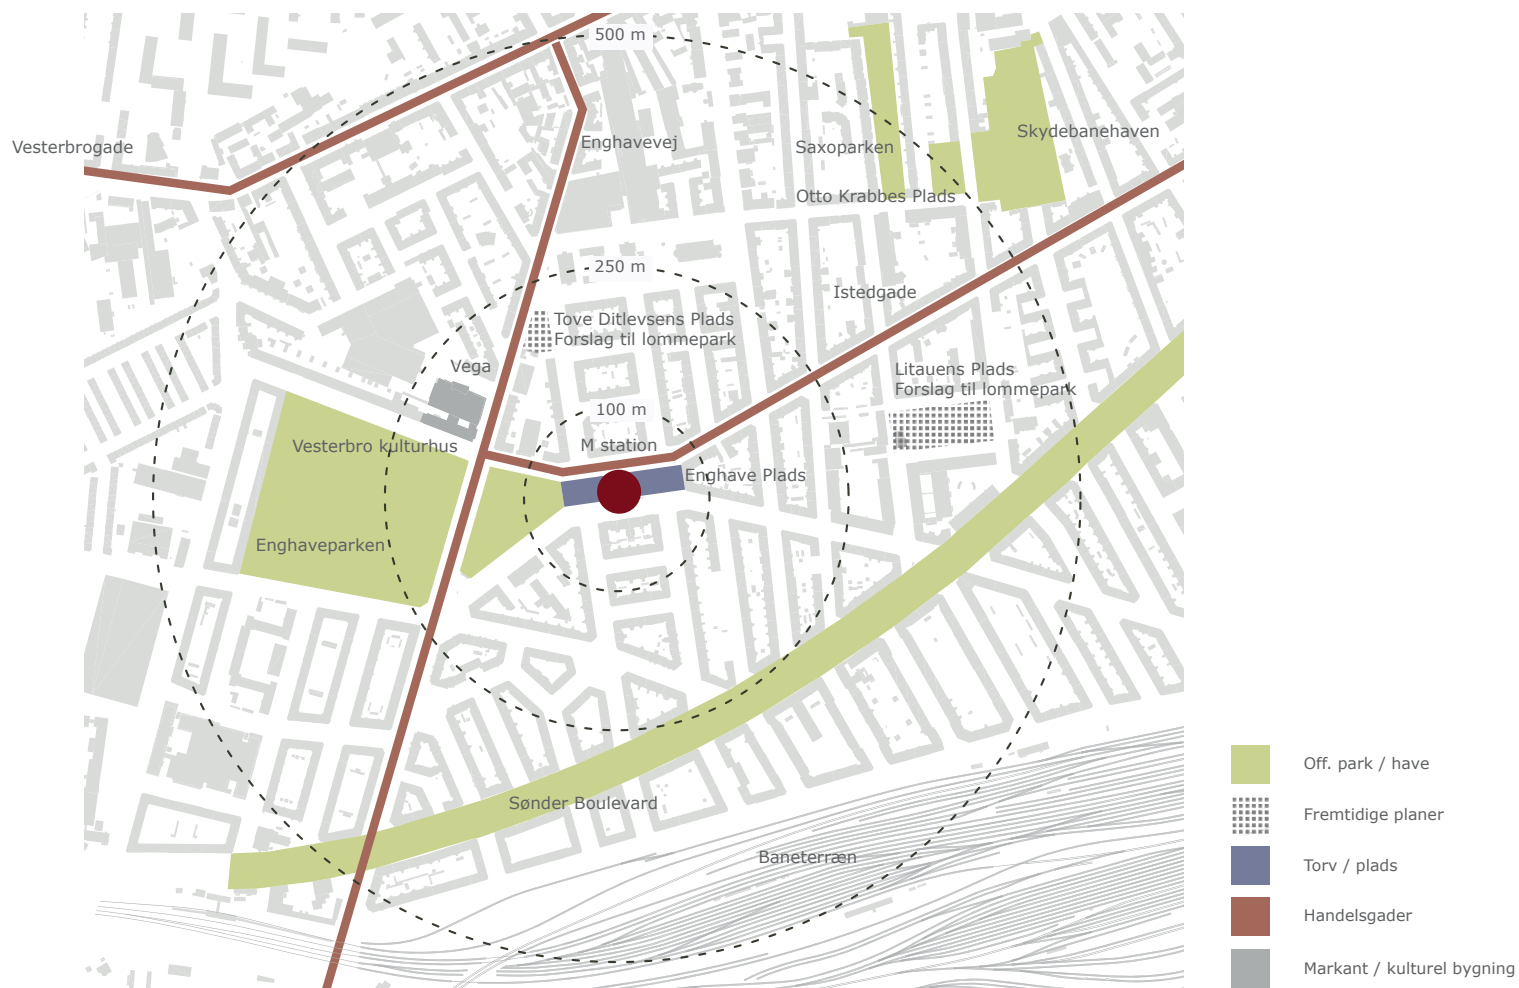 500 m
Vesterbrogade
Enghavevej
Saxoparken
Skydebanehaven
Otto Krabbes Plads
250 m
Istedgade
Tove Ditlevsens Plads
Forslag til lommepark
Vega
Litauens Plads
Forslag til lommepark
100 m
M station
Vesterbro kulturhus
Enghave Plads
Enghaveparken
Sønder Boulevard
Baneterræn
Off. park / have
Fremtidige planer
Torv / plads
Handelsgader
Markant / kulturel bygning